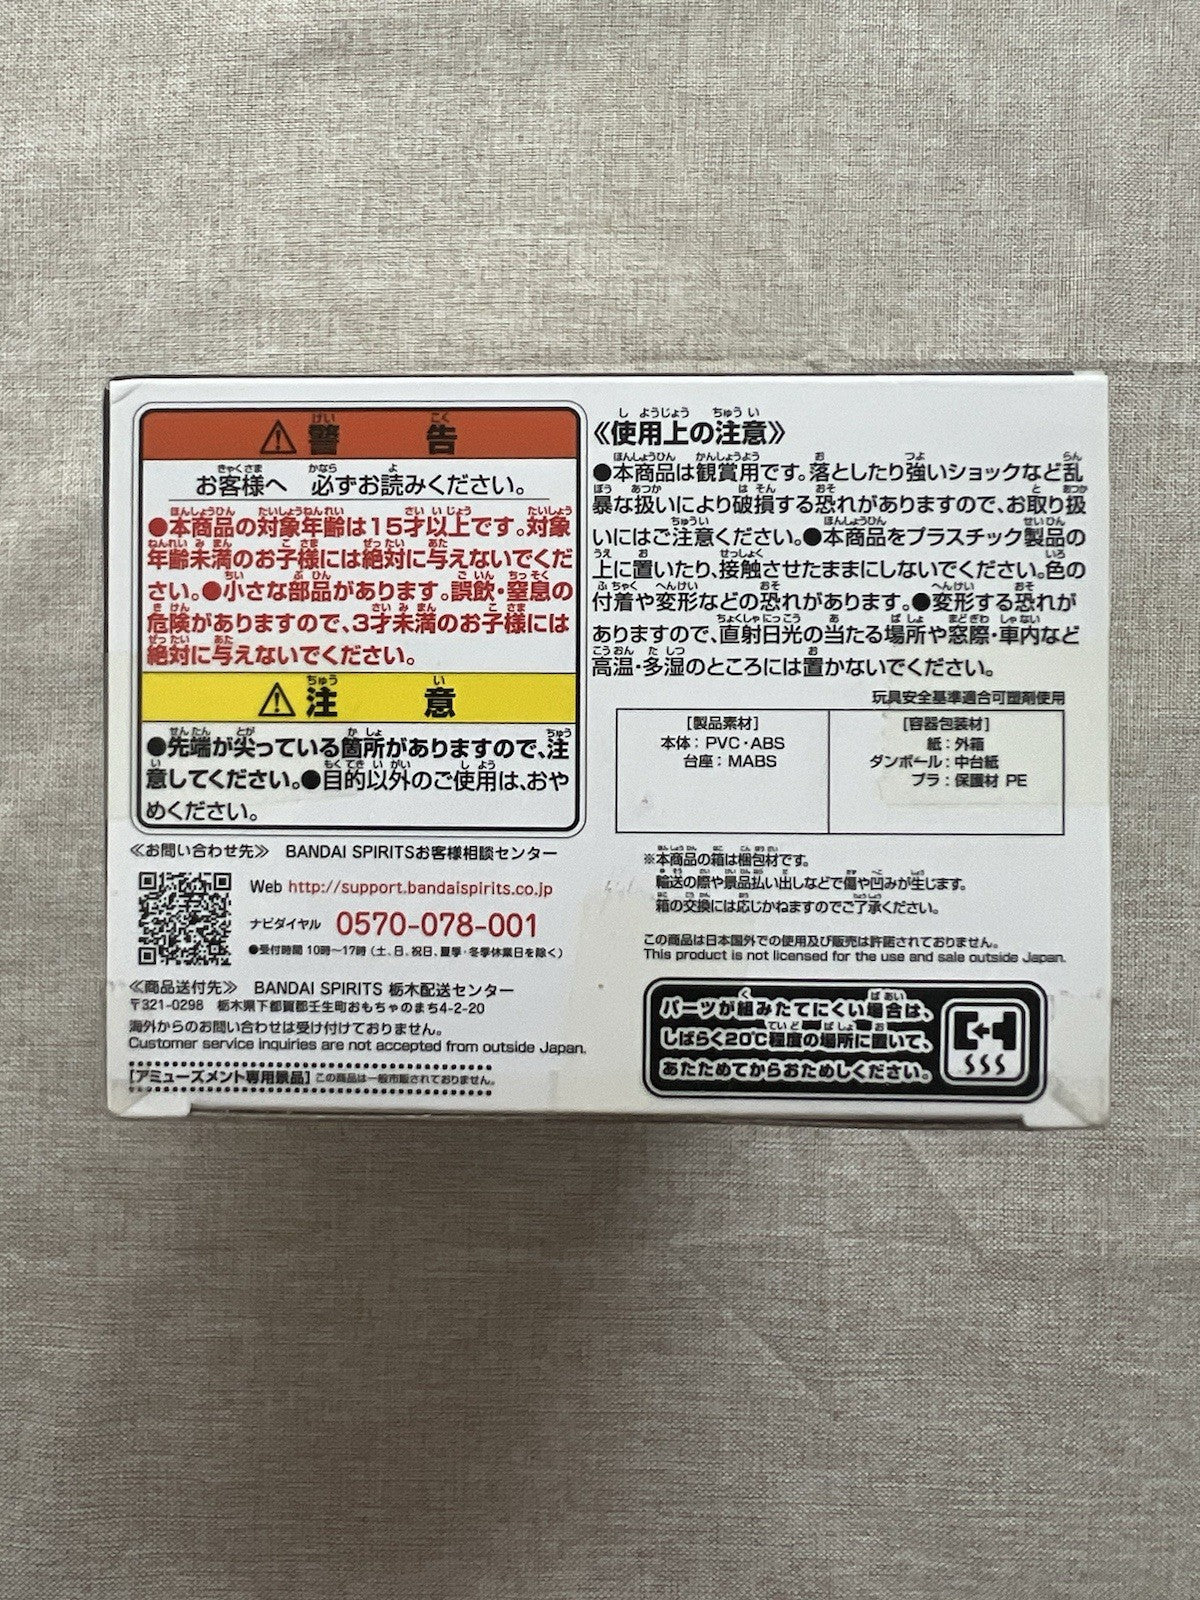 ⚠警告
お客様へ 必ずお読みください。
●本商品の対象年齢は15才以上です。対象
年齢未満のお子様には絶対に与えないでくだ
さい。●小さな部品があります。誤飲・窒息の
危険がありますので、3才未満のお子様には
絶対に与えないでください。
⚠注意
●先端が尖っている箇所がありますので、注
意してください。●目的以外のご使用は、おや
めください。
≪お問い合わせ先≫ BANDAI SPIRITSお客様相談センター
Web http://support.bandaispirits.co.jp
ナビダイヤル 0570-078-001
●受付時間 10時〜17時(土、日、祝日、夏季・冬季休業日を除く)
≪商品送付先≫ BANDAI SPIRITS 栃木配送センター
〒321-0298 栃木県下都賀郡壬生町おもちゃのまち4-2-20
海外からのお問い合わせは受け付けておりません。
Customer service inquiries are not accepted from outside Japan.
[アミューズメント専用景品] この商品は一般市販されておりません。
≪使用上の注意≫
●本商品は観賞用です。落としたり強いショックなど乱
暴な扱いにより破損する恐れがありますので、お取り扱
いにはご注意ください。●本商品をプラスチック製品の
上に置いたり、接触させたままにしないでください。色の
付着や変形などの恐れがあります。●変形する恐れが
ありますので、直射日光の当たる場所や窓際・車内など
高温・多湿のところには置かないでください。
玩具安全基準適合可塑剤使用
[製品素材]
本体:PVC・ABS
台座:MABS
[容器包装材]
紙:外箱
ダンボール:中台紙
プラ:保護材 PE
※本商品の箱は梱包材です。
輸送の際や景品払い出しなどで傷や凹みが生じます。
箱の交換には応じかねますのでご了承ください。
この商品は日本国外での使用及び販売は許諾されておりません。
This product is not licensed for the use and sale outside Japan.
パーツが組みたてにくい場合は、
しばらく20℃程度の場所に置いて、
あたためてからおためしください。